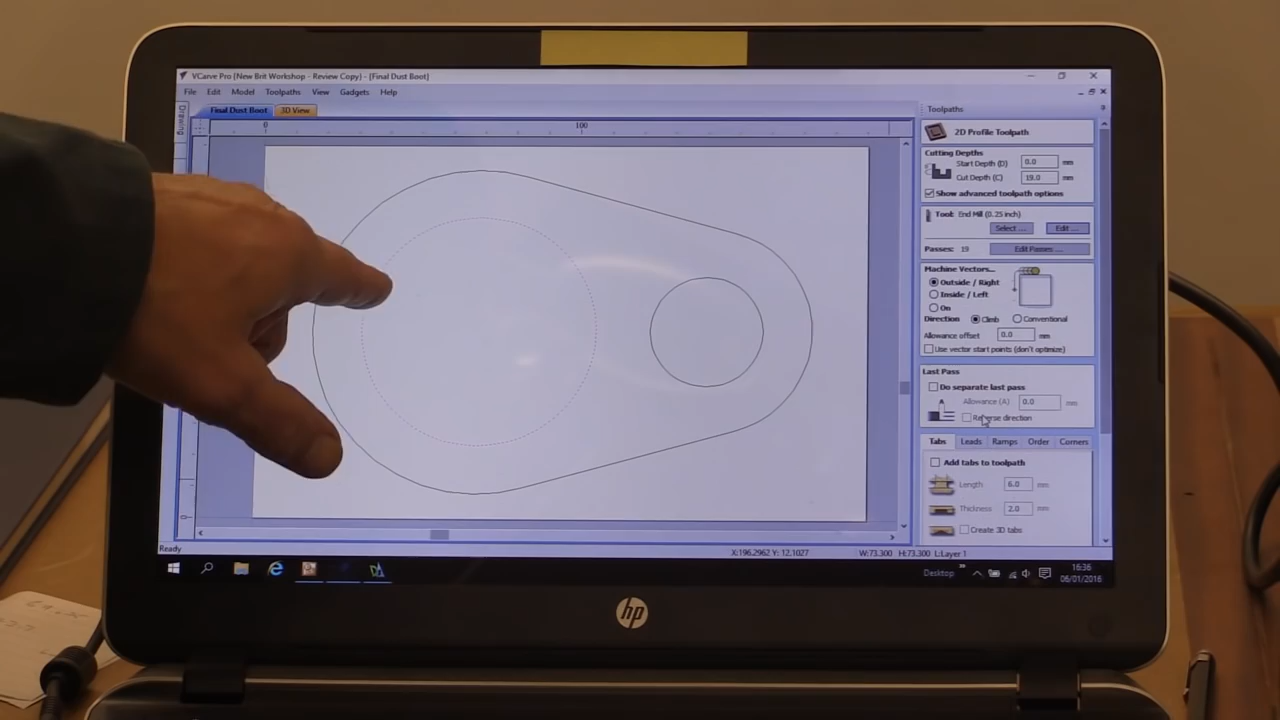 VCarve Pro (New Brit Workshop - Review Copy) - [Final Dust Boot]
File Edit Model Toolpaths View Gadgets Help
Drawing
Final Dust Boot 3D View
0 100
Toolpaths
2D Profile Toolpath
Cutting Depths
Start Depth (D) 0.0 mm
Cut Depth (C) 19.0 mm
Show advanced toolpath options
Tool: End Mill (0.25 inch)
Select ... Edit ...
Passes: 19 Edit Passes ...
Machine Vectors...
Outside / Right
Inside / Left
On
Direction Climb Conventional
Allowance offset 0.0 mm
Use vector start points (don't optimize)
Last Pass
Do separate last pass
Allowance (A) 0.0 mm
Reverse direction
Tabs Leads Ramps Order Corners
Add tabs to toolpath
Length 6.0 mm
Thickness 2.0 mm
Create 3D tabs
Ready X:196.2962 Y: 12.1027 W:73.300 H:73.300 L:Layer 1
Desktop 16:36
06/01/2016
hp